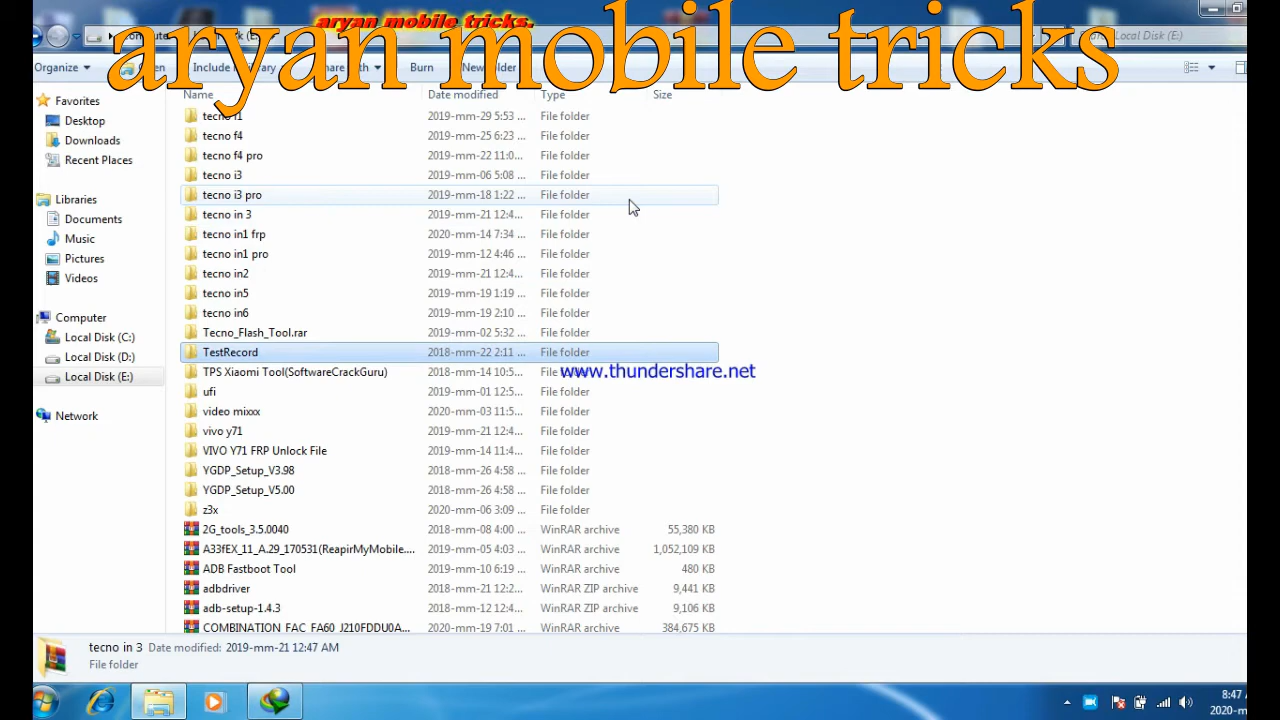 aryan mobile tricks.
aryan mobile tricks
Local Disk (E:)
Organize
Include
Burn
New folder
Name Date modified Type Size
Favorites
Desktop
Downloads
Recent Places
Libraries
Documents
Music
Pictures
Videos
Computer
Local Disk (C:)
Local Disk (D:)
Local Disk (E:)
Network
tecno 2019-mm-29 5:53 ... File folder
tecno f4 2019-mm-25 6:23 ... File folder
tecno f4 pro 2019-mm-22 11:0... File folder
tecno i3 2019-mm-06 5:08 ... File folder
tecno i3 pro 2019-mm-18 1:22 ... File folder
tecno in 3 2019-mm-21 12:4... File folder
tecno in1 frp 2020-mm-14 7:34 ... File folder
tecno in1 pro 2019-mm-12 4:46 ... File folder
tecno in2 2019-mm-21 12:4... File folder
tecno in5 2019-mm-19 1:19 ... File folder
tecno in6 2019-mm-19 2:10 ... File folder
Tecno_Flash_Tool.rar 2019-mm-02 5:32 ... File folder
TestRecord 2018-mm-22 2:11 ... File folder
TPS Xiaomi Tool(SoftwareCrackGuru) 2018-mm-14 10:5... File
www.thundershare.net
ufi 2019-mm-01 12:5... File folder
video mixxx 2020-mm-03 11:5... File folder
vivo y71 2019-mm-21 12:4... File folder
VIVO Y71 FRP Unlock File 2019-mm-14 11:4... File folder
YGDP_Setup_V3.98 2018-mm-26 4:58 ... File folder
YGDP_Setup_V5.00 2018-mm-26 4:58 ... File folder
z3x 2020-mm-06 3:09 ... File folder
2G_tools_3.5.0040 2018-mm-08 4:00 ... WinRAR archive 55,380 KB
A33fEX_11_A.29_170531(ReapirMyMobile.... 2019-mm-05 4:03 ... WinRAR archive 1,052,109 KB
ADB Fastboot Tool 2019-mm-10 6:19 ... WinRAR archive 480 KB
adbdriver 2018-mm-21 12:2... WinRAR ZIP archive 9,441 KB
adb-setup-1.4.3 2018-mm-12 12:4... WinRAR ZIP archive 9,106 KB
COMBINATION_FAC_FA60_J210FDDU0A... 2020-mm-19 7:01 ... WinRAR archive 384,675 KB
tecno in 3 Date modified: 2019-mm-21 12:47 AM
File folder
8:47
2020-m